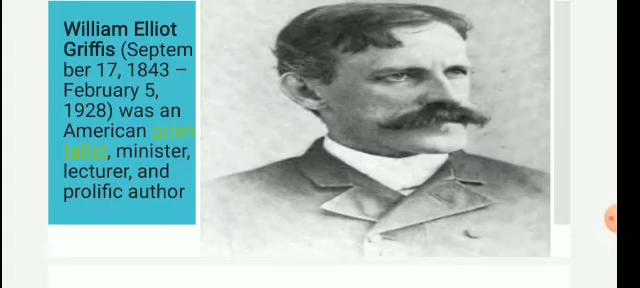 William Elliot
Griffis (Septem
ber 17, 1843 –
February 5,
1928) was an
American orien
talist, minister,
lecturer, and
prolific author